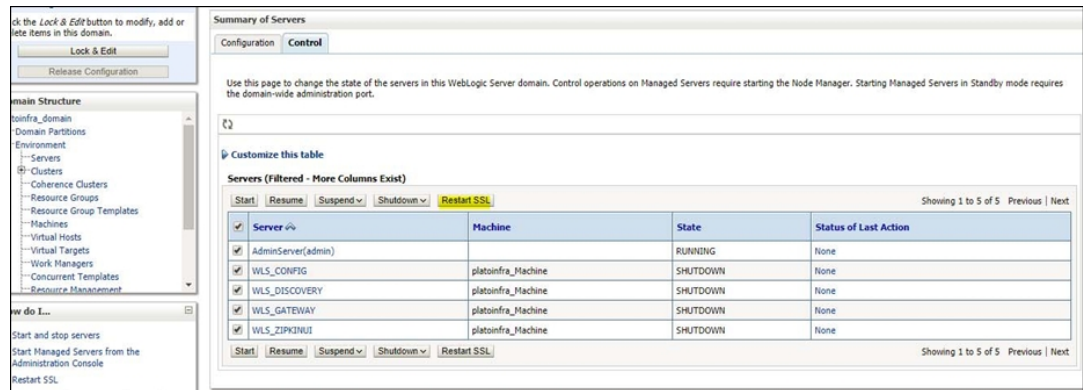 ck the Lock & Edit button to modify, add or
lete items in this domain.
Lock & Edit
Release Configuration
main Structure
toinfra_domain
Domain Partitions
Environment
Servers
Clusters
Coherence Clusters
Resource Groups
Resource Group Templates
Machines
Virtual Hosts
Virtual Targets
Work Managers
Concurrent Templates
Resource Management
w do I...
Start and stop servers
Start Managed Servers from the
Administration Console
Restart SSL
Summary of Servers
Configuration Control
Use this page to change the state of the servers in this WebLogic Server domain. Control operations on Managed Servers require starting the Node Manager. Starting Managed Servers in Standby mode requires
the domain-wide administration port.
Customize this table
Servers (Filtered - More Columns Exist)
Start Resume Suspend Shutdown Restart SSL Showing 1 to 5 of 5 Previous | Next
Server Machine State Status of Last Action
AdminServer(admin) RUNNING None
WLS_CONFIG platoinfra_Machine SHUTDOWN None
WLS_DISCOVERY platoinfra_Machine SHUTDOWN None
WLS_GATEWAY platoinfra_Machine SHUTDOWN None
WLS_ZIPKINUI platoinfra_Machine SHUTDOWN None
Start Resume Suspend Shutdown Restart SSL Showing 1 to 5 of 5 Previous | Next